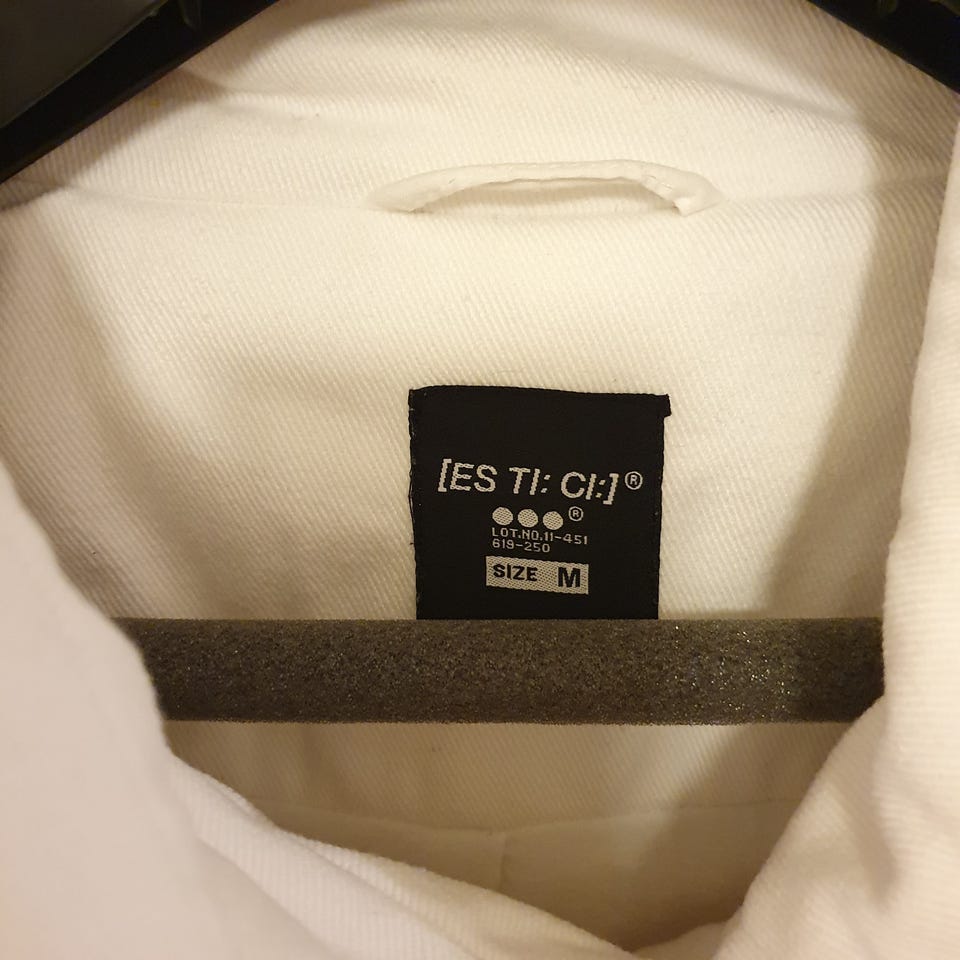 [ES TI: CI:]®
®
LOT.NO.11-451
619-250
SIZE M